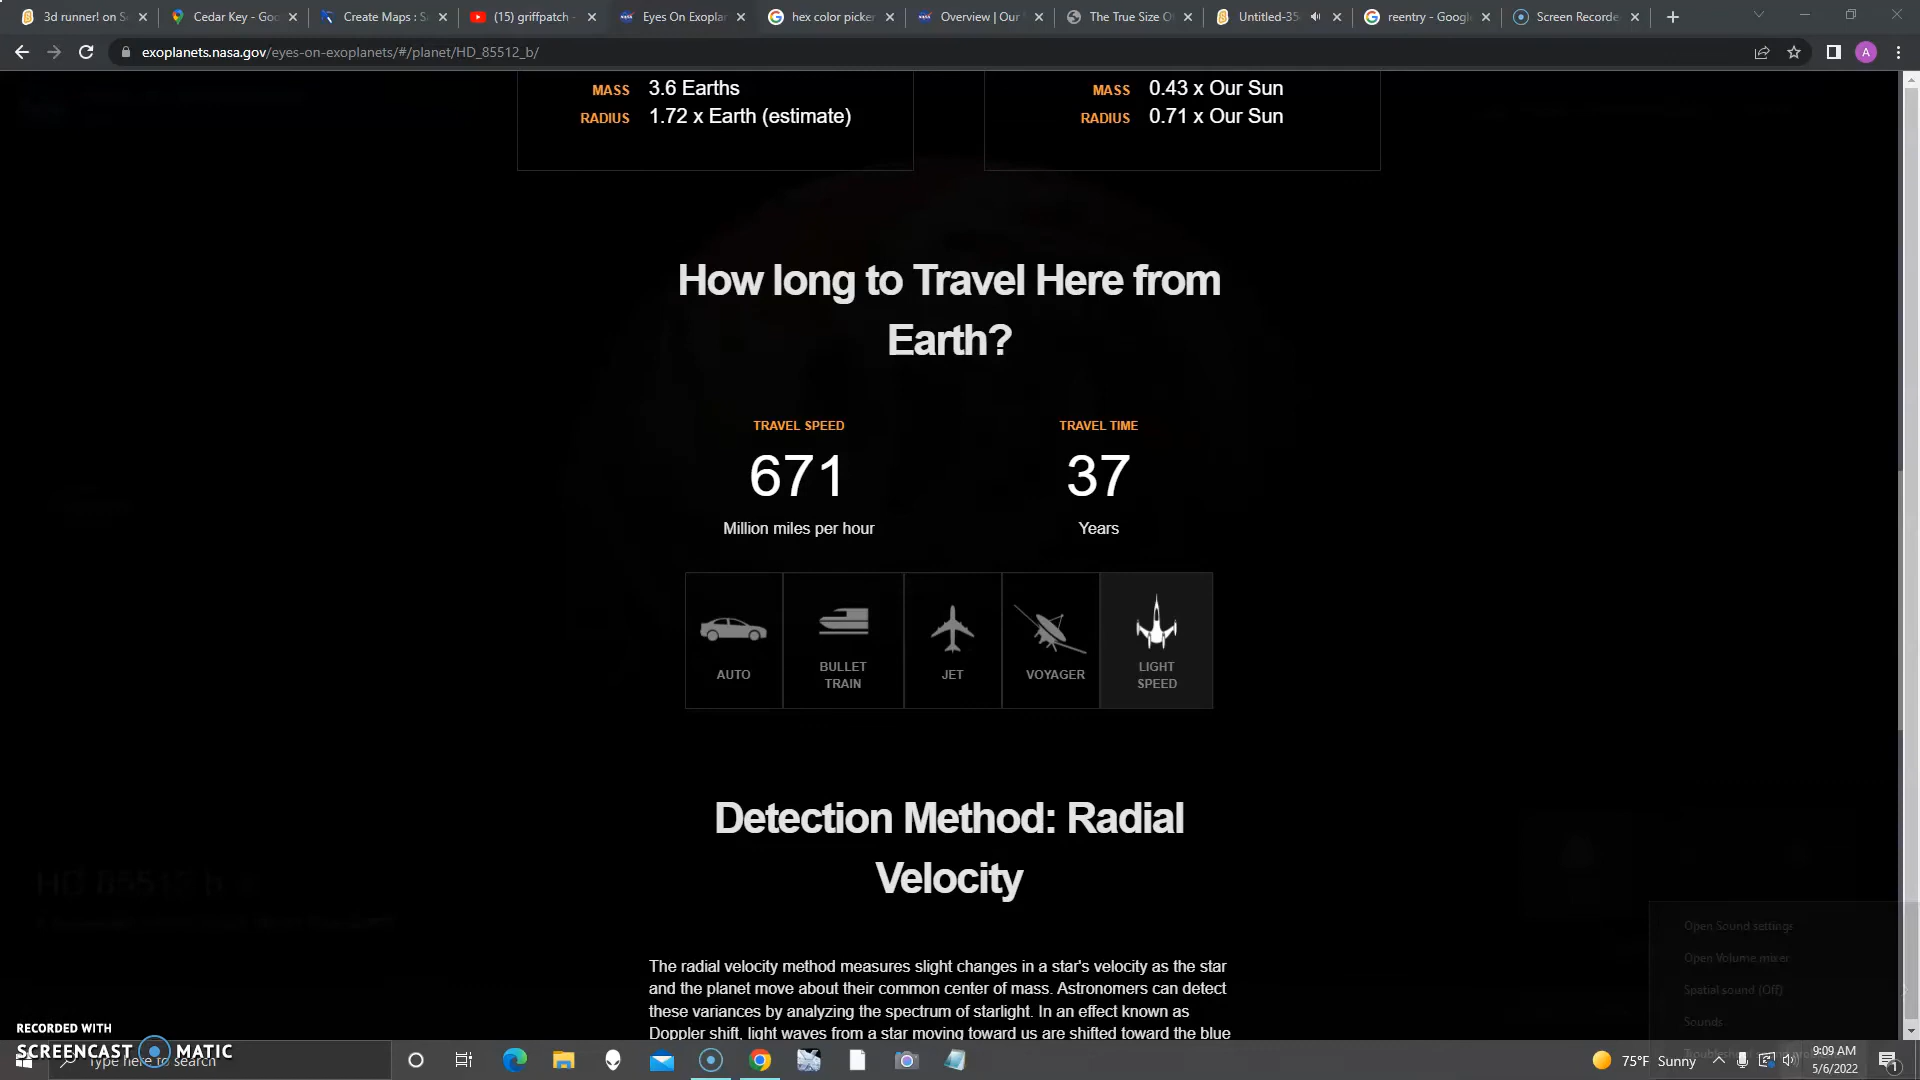 3d runner! on S
Cedar Key - Goo
Create Maps : S
(15) griffpatch -
Eyes On Exoplan
hex color picker
Overview | Our
The True Size Of
Untitled-35
reentry - Google
Screen Recorde
exoplanets.nasa.gov/eyes-on-exoplanets/#/planet/HD_85512_b/
A
MASS 3.6 Earths
RADIUS 1.72 x Earth (estimate)
MASS 0.43 x Our Sun
RADIUS 0.71 x Our Sun
How long to Travel Here from
Earth?
TRAVEL SPEED
671
Million miles per hour
TRAVEL TIME
37
Years
AUTO
BULLET
TRAIN
JET
VOYAGER
LIGHT
SPEED
Detection Method: Radial
Velocity
The radial velocity method measures slight changes in a star's velocity as the star
and the planet move about their common center of mass. Astronomers can detect
these variances by analyzing the spectrum of starlight. In an effect known as
Doppler shift, light waves from a star moving toward us are shifted toward the blue
HD 85512 b
Open Sound settings
Open Volume mixer
Spatial sound (Off)
Sounds
RECORDED WITH
SCREENCAST MATIC
Type here to search
75°F Sunny
9:09 AM
5/6/2022
1